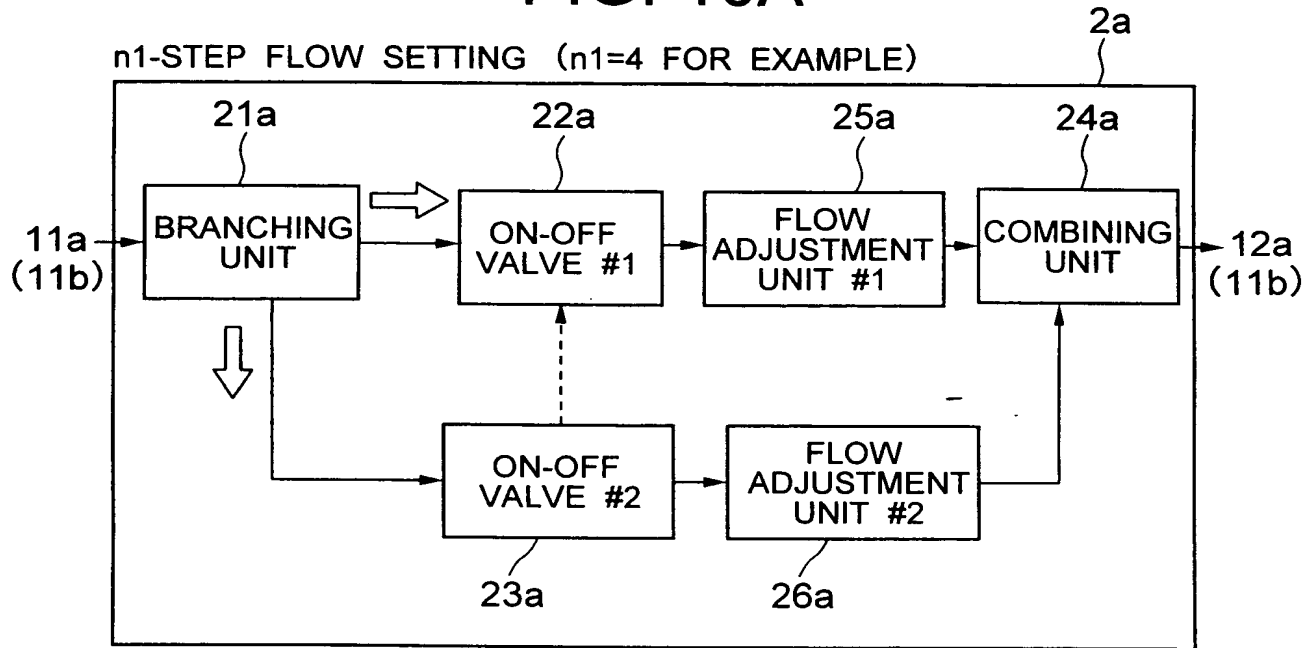 n1-STEP FLOW SETTING (n1=4 FOR EXAMPLE)
2a
21a
22a
25a
24a
11a
(11b)
BRANCHING
UNIT
ON-OFF
VALVE #1
FLOW
ADJUSTMENT
UNIT #1
COMBINING
UNIT
12a
(11b)
ON-OFF
VALVE #2
FLOW
ADJUSTMENT
UNIT #2
23a
26a